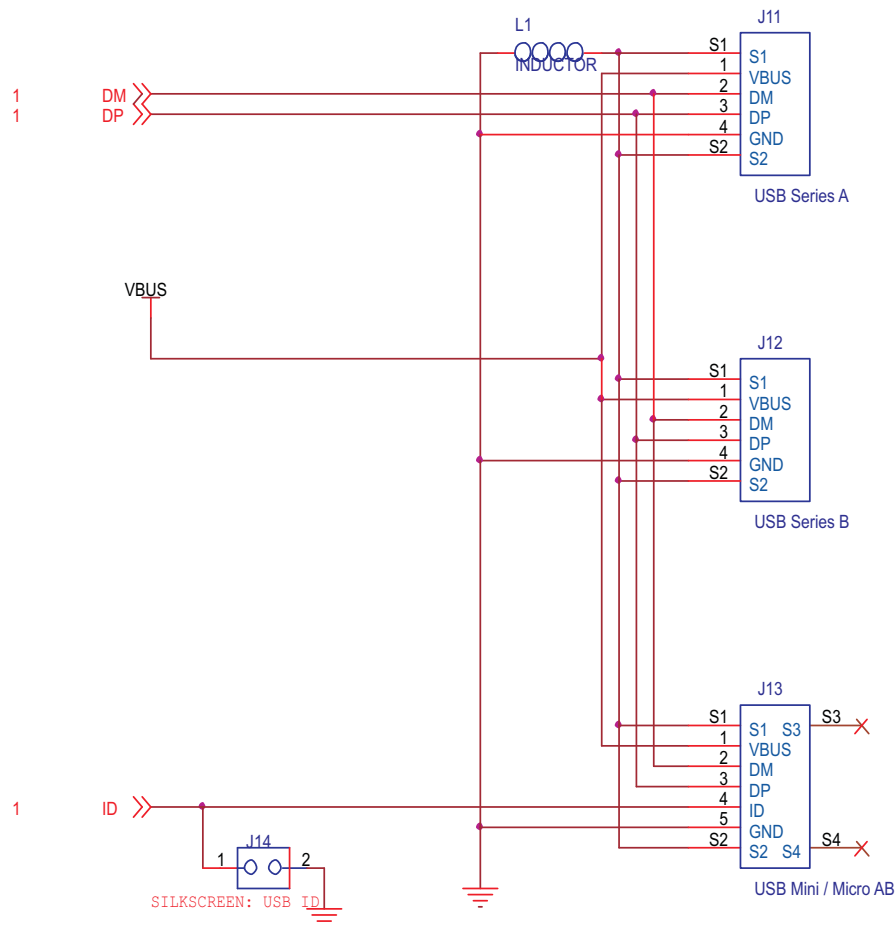 L1
INDUCTOR
J11
S1
1
2
3
4
S2
S1
VBUS
DM
DP
GND
S2
USB Series A
1 DM
1 DP
VBUS
J12
S1
1
2
3
4
S2
S1
VBUS
DM
DP
GND
S2
USB Series B
J13
S1
1
2
3
4
5
S2
S1 S3
VBUS
DM
DP
ID
GND
S2 S4
S3
S4
USB Mini / Micro AB
1 ID
J14
1 2
SILKSCREEN: USB ID